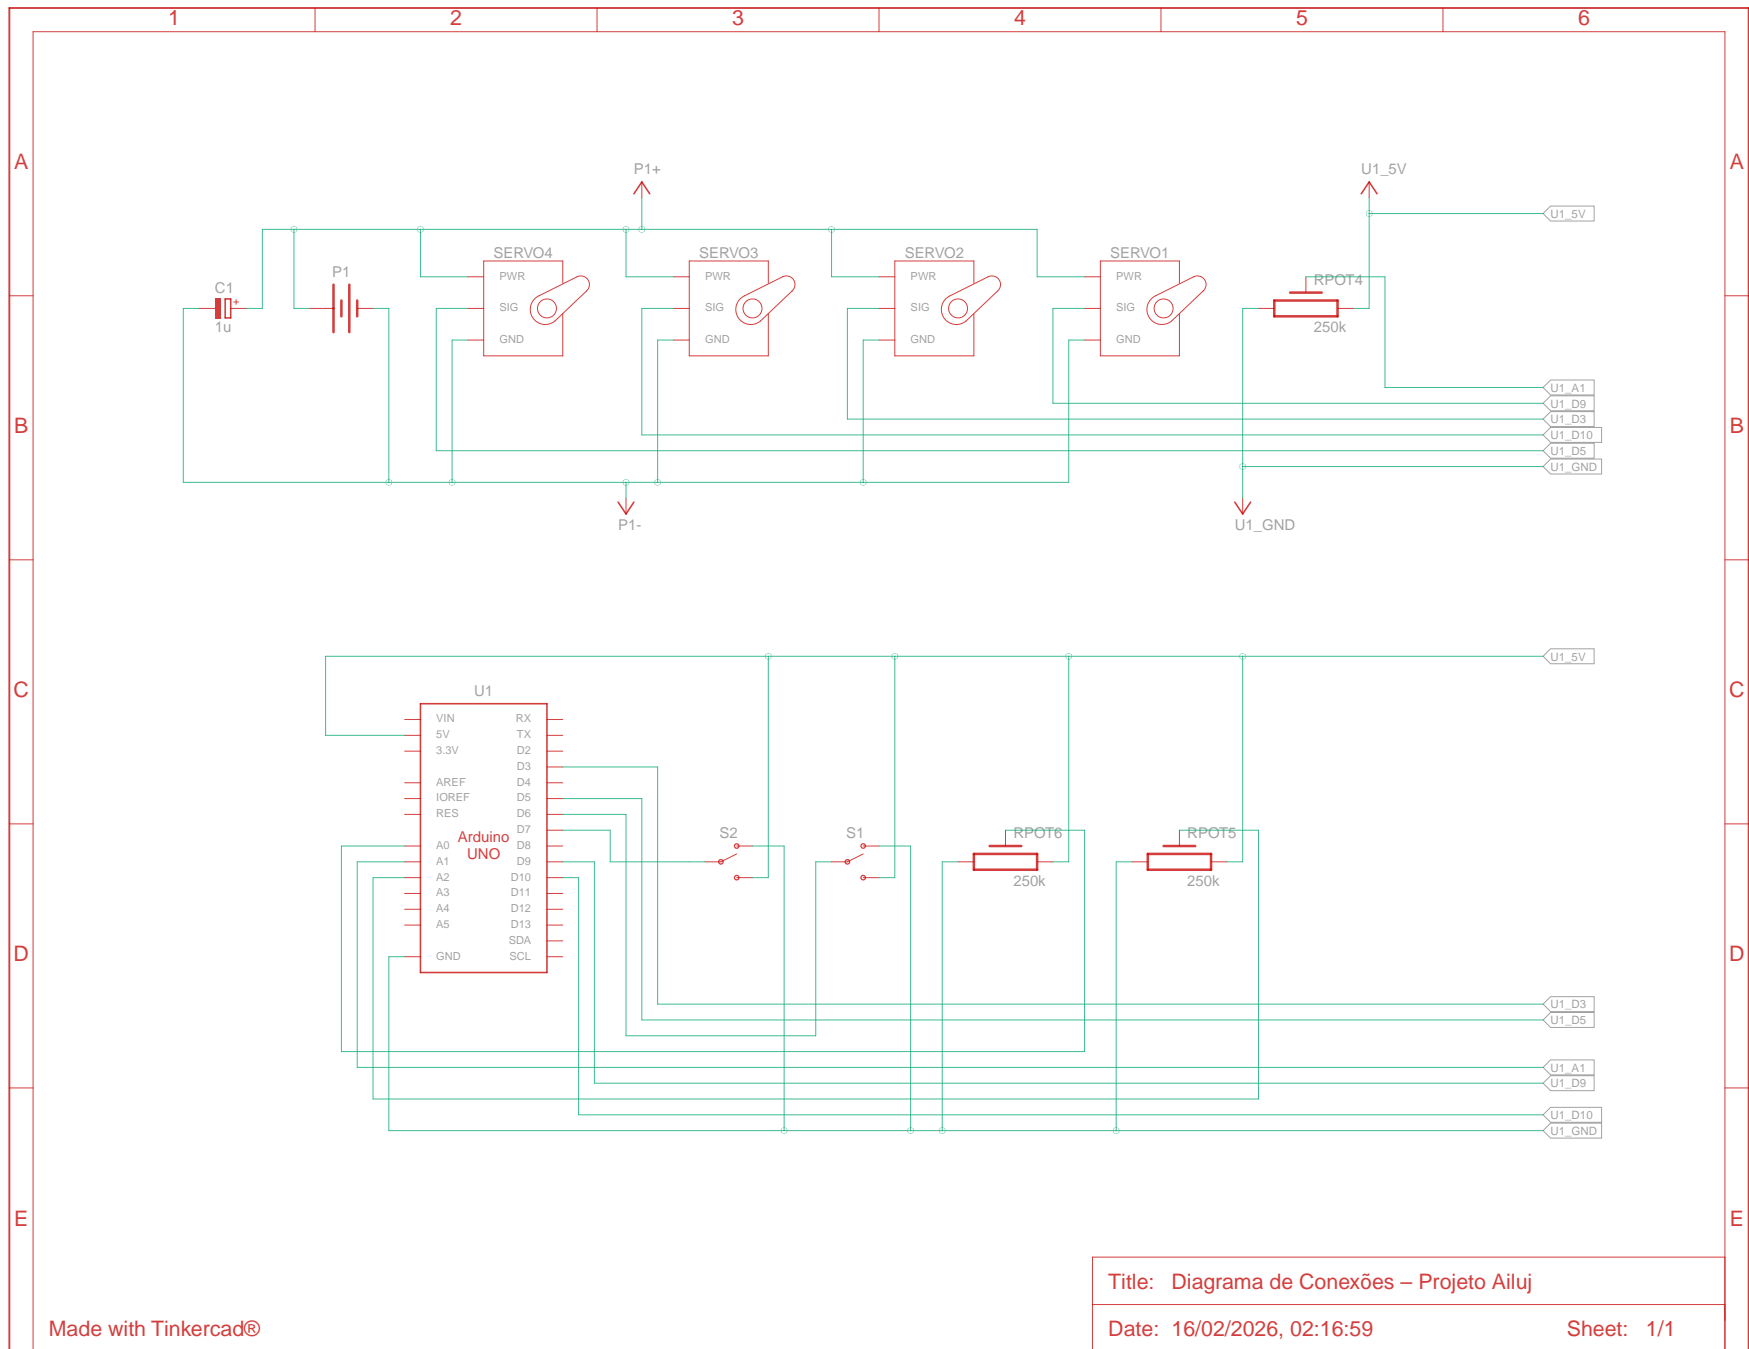 1 2 3 4 5 6
A A
P1+ U1_5V
U1_5V
SERVO4 SERVO3 SERVO2 SERVO1
P1
PWR PWR PWR PWR
RPOT4
C1
+
SIG SIG SIG SIG
1u
250k
GND GND GND GND
U1_A1
U1_D9
U1_D3
B B
U1_D10
U1_D5
U1_GND
P1- U1_GND
U1_5V
C C
U1
VIN RX
5V TX
3.3V D2
D3
AREF D4
IOREF D5
RES D6
D7
Arduino
UNO
S2 S1 RPOT6 RPOT5
A0 D8
A1 D9
A2 D10
250k 250k
A3 D11
A4 D12
A5 D13
SDA
D D
GND SCL
U1_D3
U1_D5
U1_A1
U1_D9
U1_D10
U1_GND
E E
Title: Diagrama de Conexões – Projeto Ailuj
Made with Tinkercad®
Date: 16/02/2026, 02:16:59 Sheet: 1/1